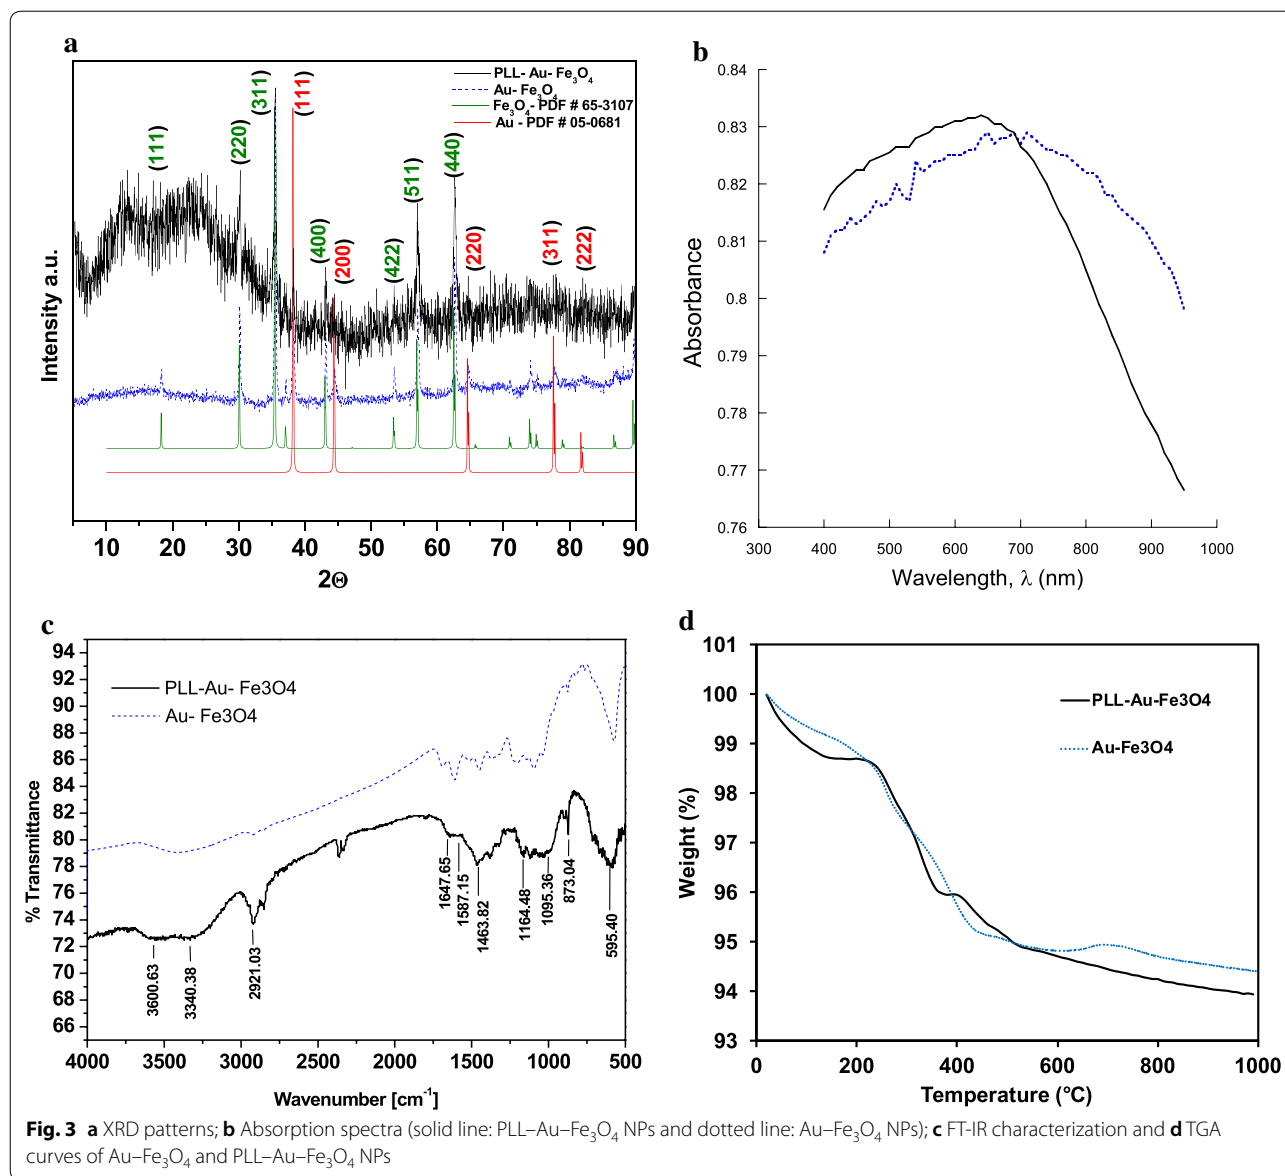 a
(111)
(220)
(311)
(111)
(400)
(200)
(422)
(511)
(440)
(220)
(311)
(222)
PLL- Au- Fe₃O₄
Au- Fe₃O₄
Fe₃O₄- PDF # 65-3107
Au - PDF # 05-0681
Intensity a.u.
10 20 30 40 50 60 70 80 90
2Θ
b
0.84
0.83
0.82
0.81
0.8
0.79
0.78
0.77
0.76
Absorbance
300 400 500 600 700 800 900 1000
Wavelength, λ (nm)
c
94
92
90
88
86
84
82
80
78
76
74
72
70
68
66
% Transmittance
PLL-Au- Fe3O4
Au- Fe3O4
3600.63
3340.38
2921.03
1647.65
1587.15
1463.82
1164.48
1095.36
873.04
595.40
4000 3500 3000 2500 2000 1500 1000 500
Wavenumber [cm⁻¹]
d
101
100
99
98
97
96
95
94
93
Weight (%)
PLL-Au-Fe3O4
Au-Fe3O4
0 200 400 600 800 1000
Temperature (°C)
Fig. 3 a XRD patterns; b Absorption spectra (solid line: PLL–Au–Fe₃O₄ NPs and dotted line: Au–Fe₃O₄ NPs); c FT-IR characterization and d TGA
curves of Au–Fe₃O₄ and PLL–Au–Fe₃O₄ NPs